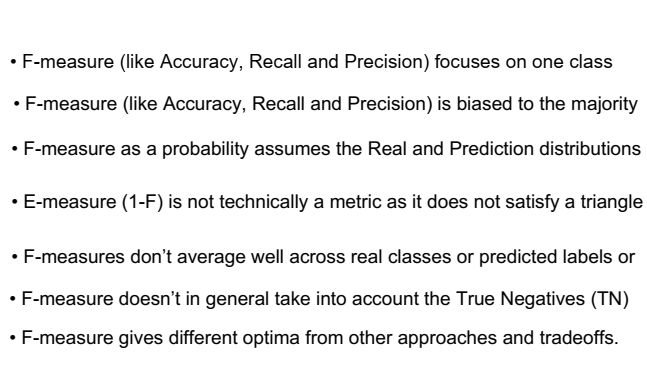 • F-measure (like Accuracy, Recall and Precision) focuses on one class
• F-measure (like Accuracy, Recall and Precision) is biased to the majority
• F-measure as a probability assumes the Real and Prediction distributions
• E-measure (1-F) is not technically a metric as it does not satisfy a triangle
• F-measures don’t average well across real classes or predicted labels or
• F-measure doesn’t in general take into account the True Negatives (TN)
• F-measure gives different optima from other approaches and tradeoffs.